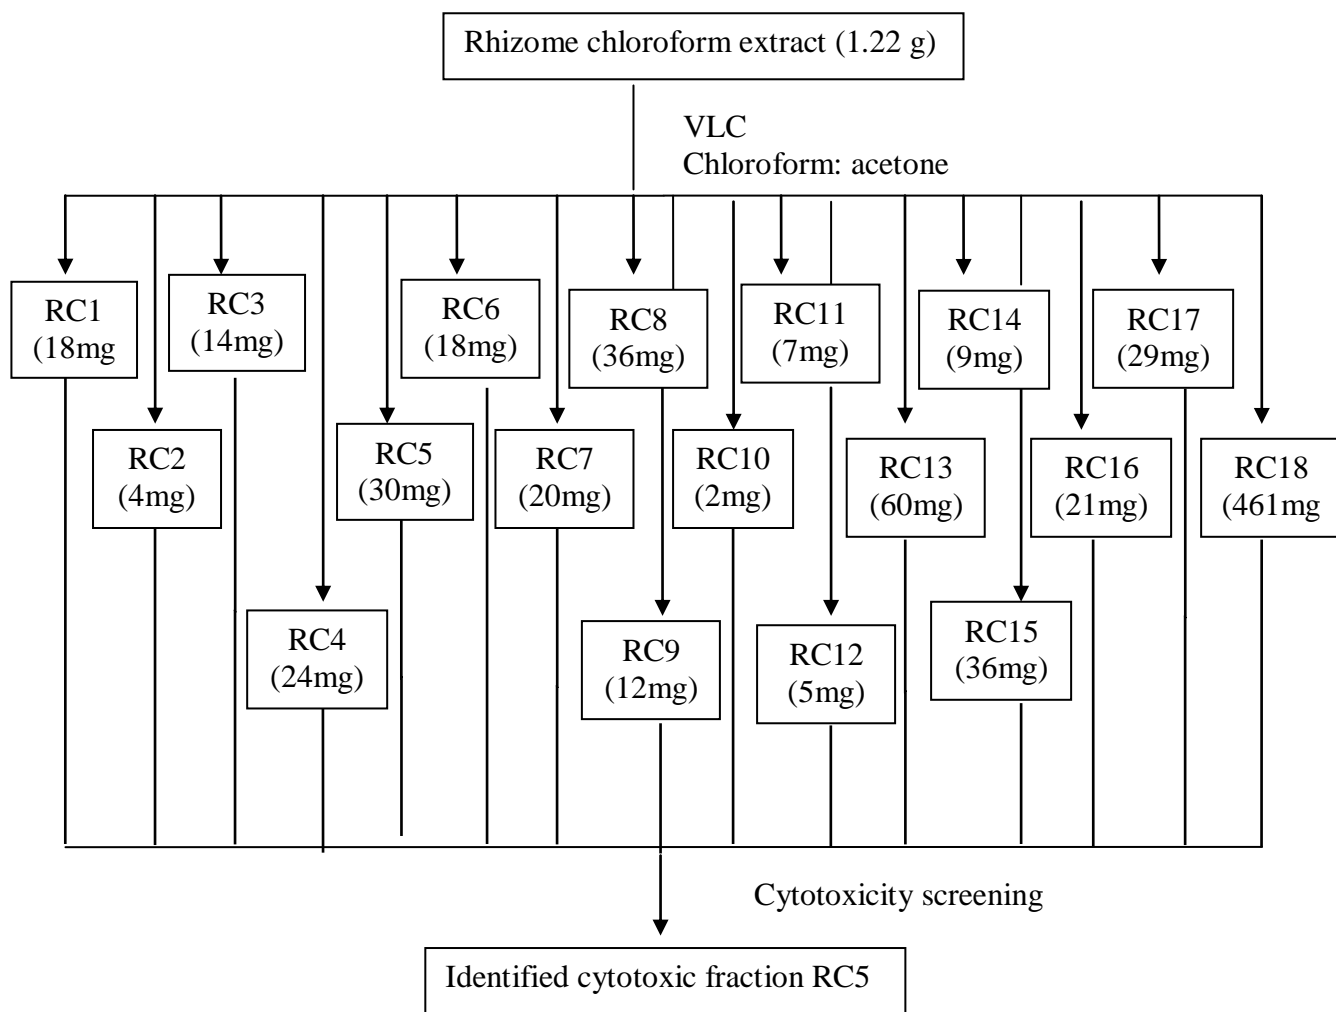 Rhizome chloroform extract (1.22 g)
VLC
Chloroform: acetone
RC1
(18mg
RC2
(4mg)
RC3
(14mg)
RC4
(24mg)
RC5
(30mg)
RC6
(18mg)
RC7
(20mg)
RC8
(36mg)
RC9
(12mg)
RC10
(2mg)
RC11
(7mg)
RC12
(5mg)
RC13
(60mg)
RC14
(9mg)
RC15
(36mg)
RC16
(21mg)
RC17
(29mg)
RC18
(461mg
Cytotoxicity screening
Identified cytotoxic fraction RC5